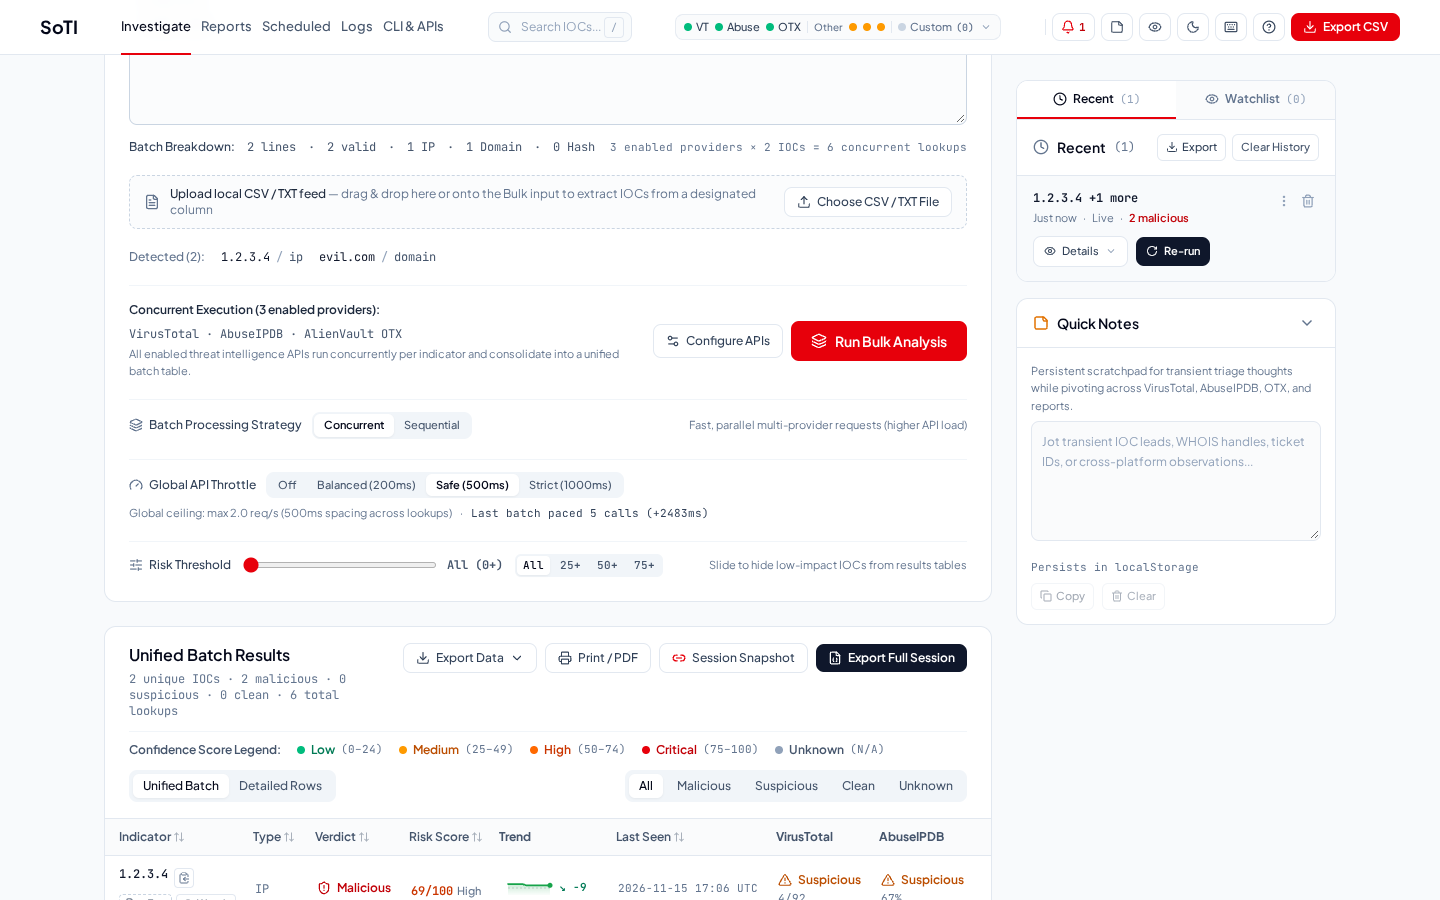 SoTI
Investigate Reports Scheduled Logs CLI & APIs
Search IOCs... /
VT Abuse OTX Other Custom (0)
1
Export CSV
Batch Breakdown: 2 lines · 2 valid · 1 IP · 1 Domain · 0 Hash 3 enabled providers × 2 IOCs = 6 concurrent lookups
Upload local CSV / TXT feed — drag & drop here or onto the Bulk input to extract IOCs from a designated
column
Choose CSV / TXT File
Detected (2): 1.2.3.4 / ip evil.com / domain
Concurrent Execution (3 enabled providers):
VirusTotal · AbuseIPDB · AlienVault OTX
All enabled threat intelligence APIs run concurrently per indicator and consolidate into a unified
batch table.
Configure APIs
Run Bulk Analysis
Batch Processing Strategy Concurrent Sequential Fast, parallel multi-provider requests (higher API load)
Global API Throttle Off Balanced (200ms) Safe (500ms) Strict (1000ms)
Global ceiling: max 2.0 req/s (500ms spacing across lookups) · Last batch paced 5 calls (+2483ms)
Risk Threshold All (0+) All 25+ 50+ 75+ Slide to hide low-impact IOCs from results tables
Unified Batch Results
2 unique IOCs · 2 malicious · 0
suspicious · 0 clean · 6 total
lookups
Export Data Print / PDF Session Snapshot Export Full Session
Confidence Score Legend: Low (0–24) Medium (25–49) High (50–74) Critical (75–100) Unknown (N/A)
Unified Batch Detailed Rows
All Malicious Suspicious Clean Unknown
Indicator Type Verdict Risk Score Trend Last Seen VirusTotal AbuseIPDB
1.2.3.4 IP Malicious 69/100 High ↘ -9 2026-11-15 17:06 UTC Suspicious Suspicious
4/92 67%
Recent (1) Watchlist (0)
Recent (1) Export Clear History
1.2.3.4 +1 more
Just now · Live · 2 malicious
Details Re-run
Quick Notes
Persistent scratchpad for transient triage thoughts
while pivoting across VirusTotal, AbuseIPDB, OTX, and
reports.
Jot transient IOC leads, WHOIS handles, ticket
IDs, or cross-platform observations...
Persists in localStorage
Copy Clear